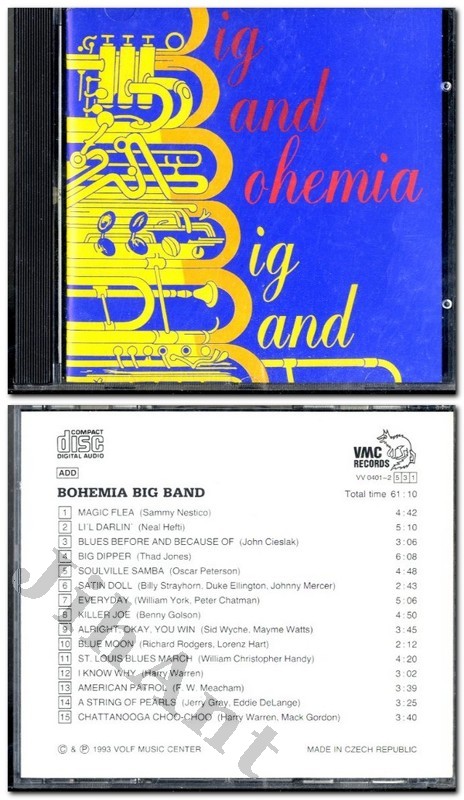 Big
Band
Bohemia
Big
Band
COMPACT
disc
DIGITAL AUDIO
VMC
RECORDS
VV 0401-2 531
ADD
BOHEMIA BIG BAND Total time 61:10
1 MAGIC FLEA (Sammy Nestico) 4:42
2 LI'L DARLIN' (Neal Hefti) 5:10
3 BLUES BEFORE AND BECAUSE OF (John Cieslak) 3:06
4 BIG DIPPER (Thad Jones) 6:08
5 SOULVILLE SAMBA (Oscar Peterson) 4:48
6 SATIN DOLL (Billy Strayhorn, Duke Ellington, Johnny Mercer) 2:43
7 EVERYDAY (William York, Peter Chatman) 5:06
8 KILLER JOE (Benny Golson) 4:50
9 ALRIGHT, OKAY, YOU WIN (Sid Wyche, Mayme Watts) 3:45
10 BLUE MOON (Richard Rodgers, Lorenz Hart) 2:12
11 ST. LOUIS BLUES MARCH (William Christopher Handy) 4:20
12 I KNOW WHY (Harry Warren) 3:02
13 AMERICAN PATROL (F. W. Meacham) 3:39
14 A STRING OF PEARLS (Jerry Gray, Eddie DeLange) 3:25
15 CHATTANOOGA CHOO-CHOO (Harry Warren, Mack Gordon) 3:40
© & ℗ 1993 VOLF MUSIC CENTER MADE IN CZECH REPUBLIC
JihAnt